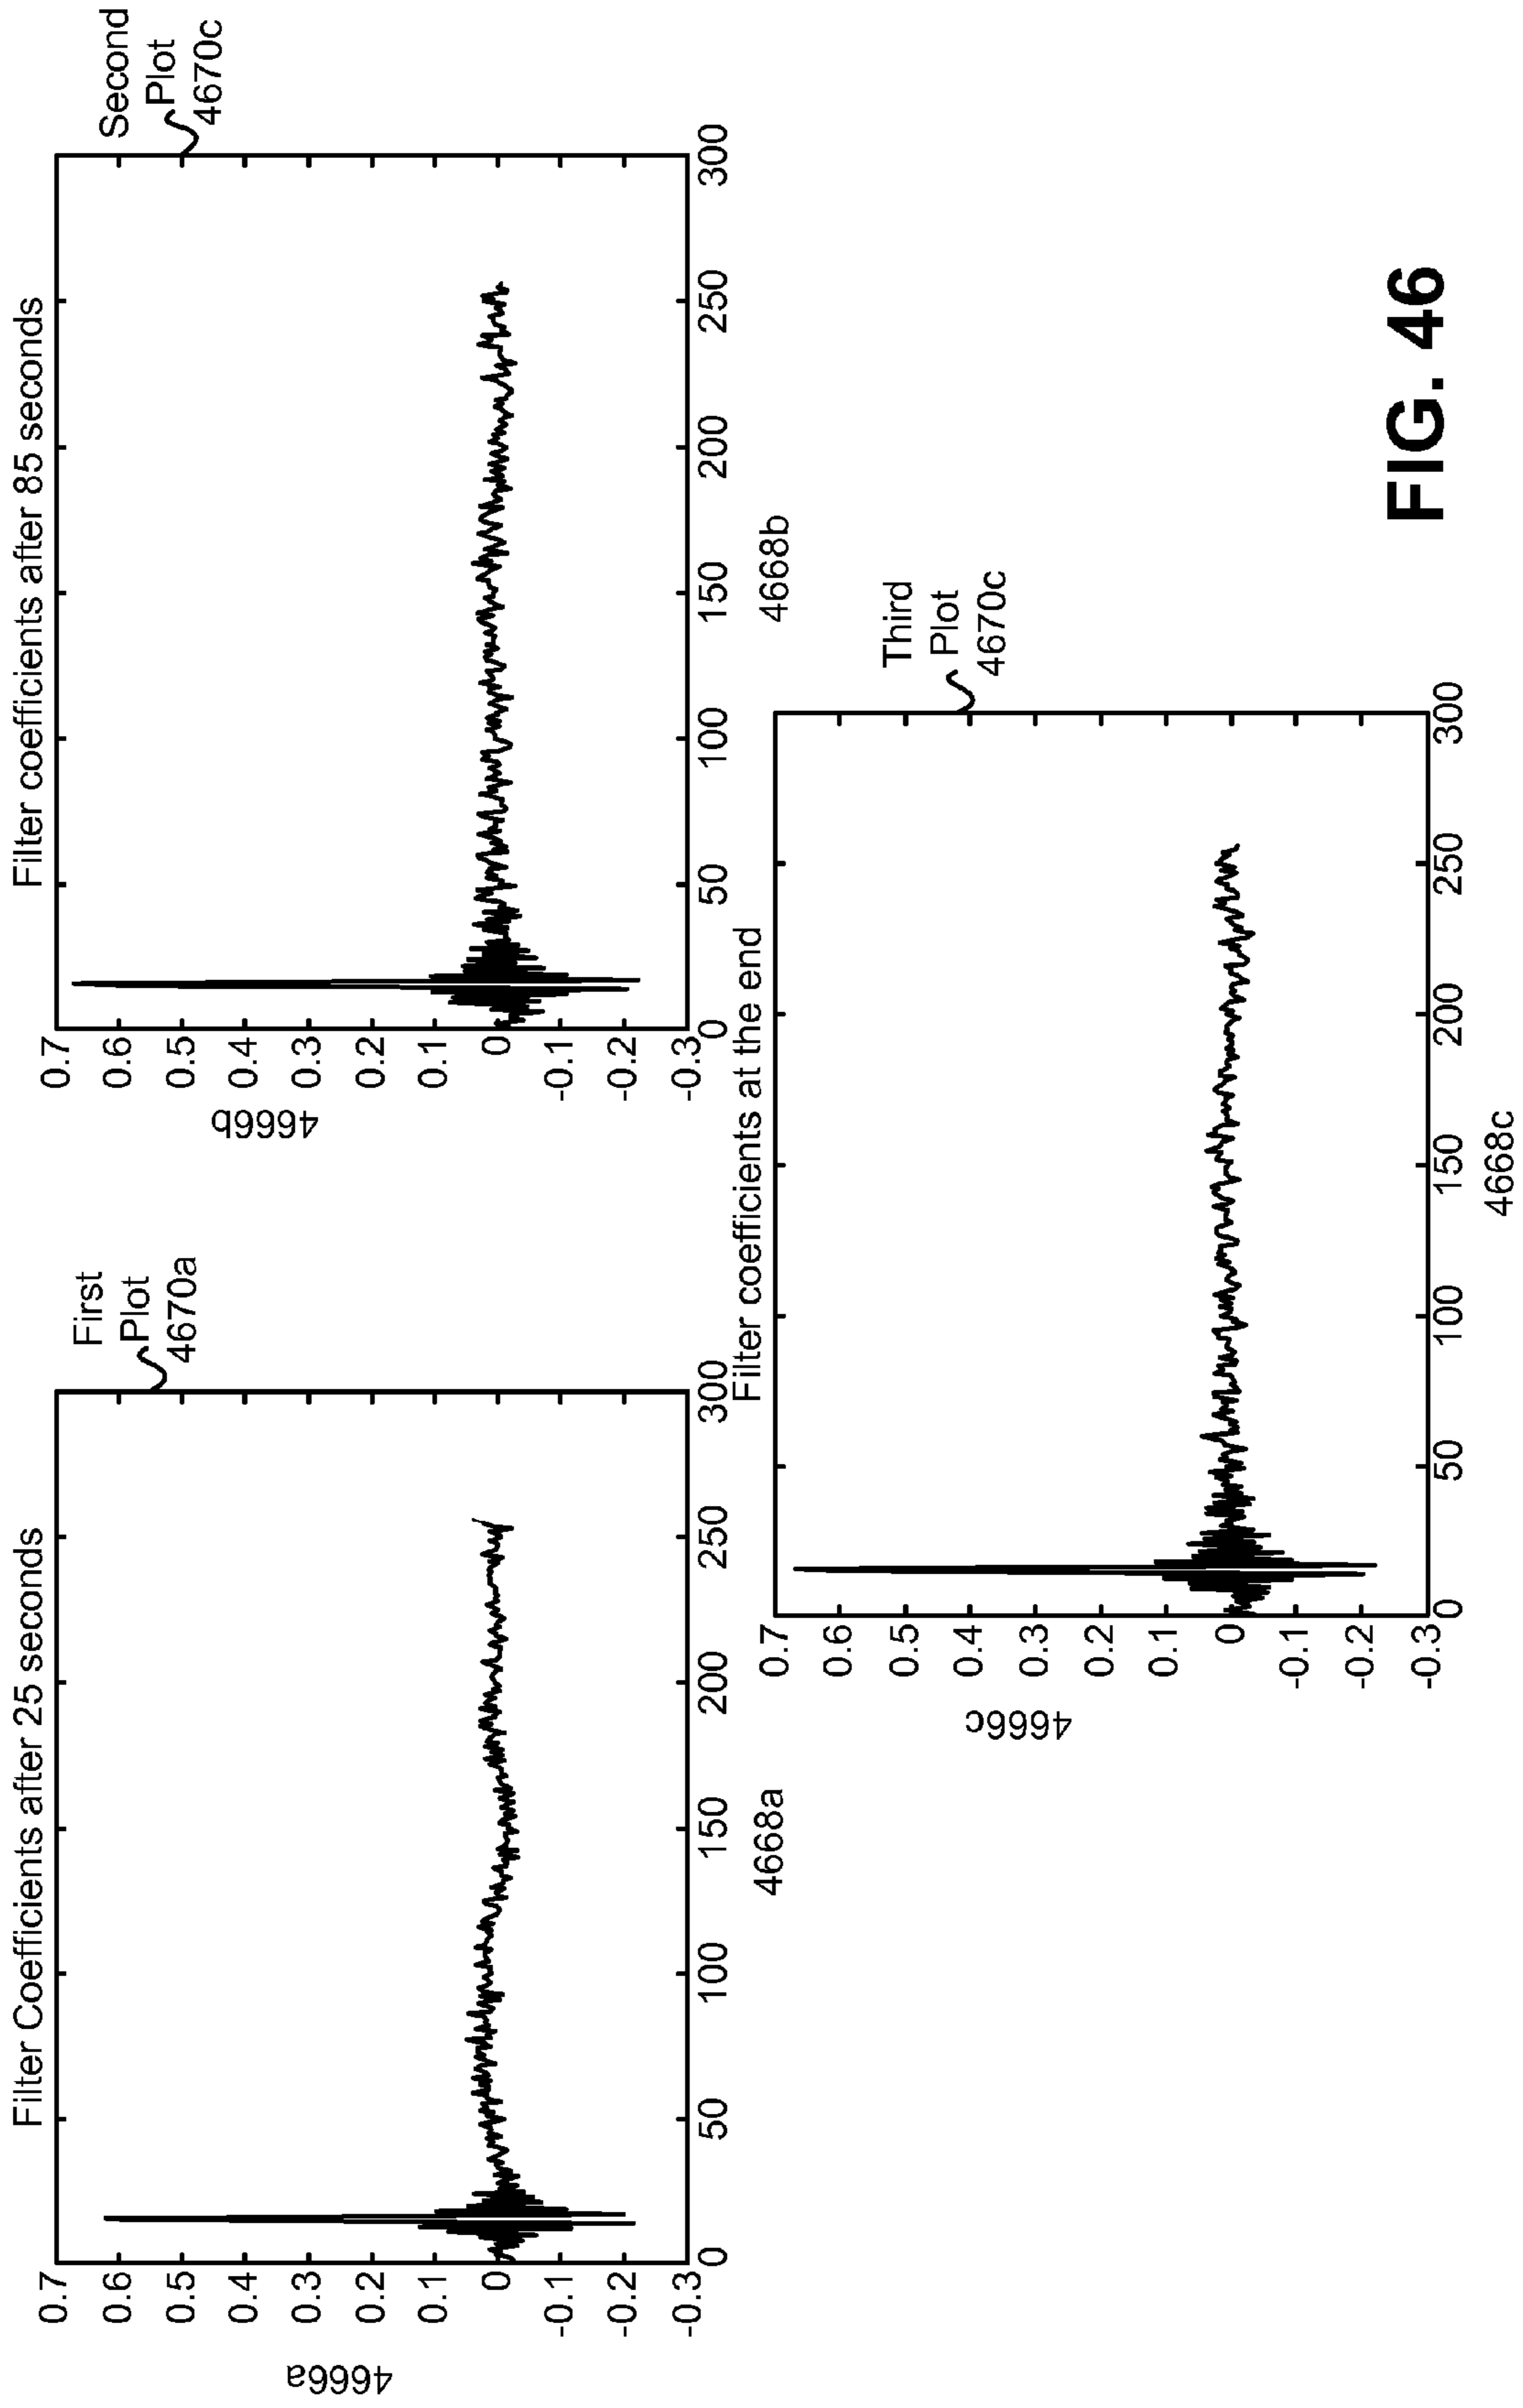 Filter Coefficients after 25 seconds
First
Plot
4670a
4666a
0.7
0.6
0.5
0.4
0.3
0.2
0.1
0
-0.1
-0.2
-0.3
0 50 100 150 200 250 300
4668a
Filter coefficients after 85 seconds
Second
Plot
4670c
4666b
0.7
0.6
0.5
0.4
0.3
0.2
0.1
0
-0.1
-0.2
-0.3
0 50 100 150 200 250 300
4668b
Filter coefficients at the end
Third
Plot
4670c
4666c
0.7
0.6
0.5
0.4
0.3
0.2
0.1
0
-0.1
-0.2
-0.3
0 50 100 150 200 250 300
4668c
FIG. 46